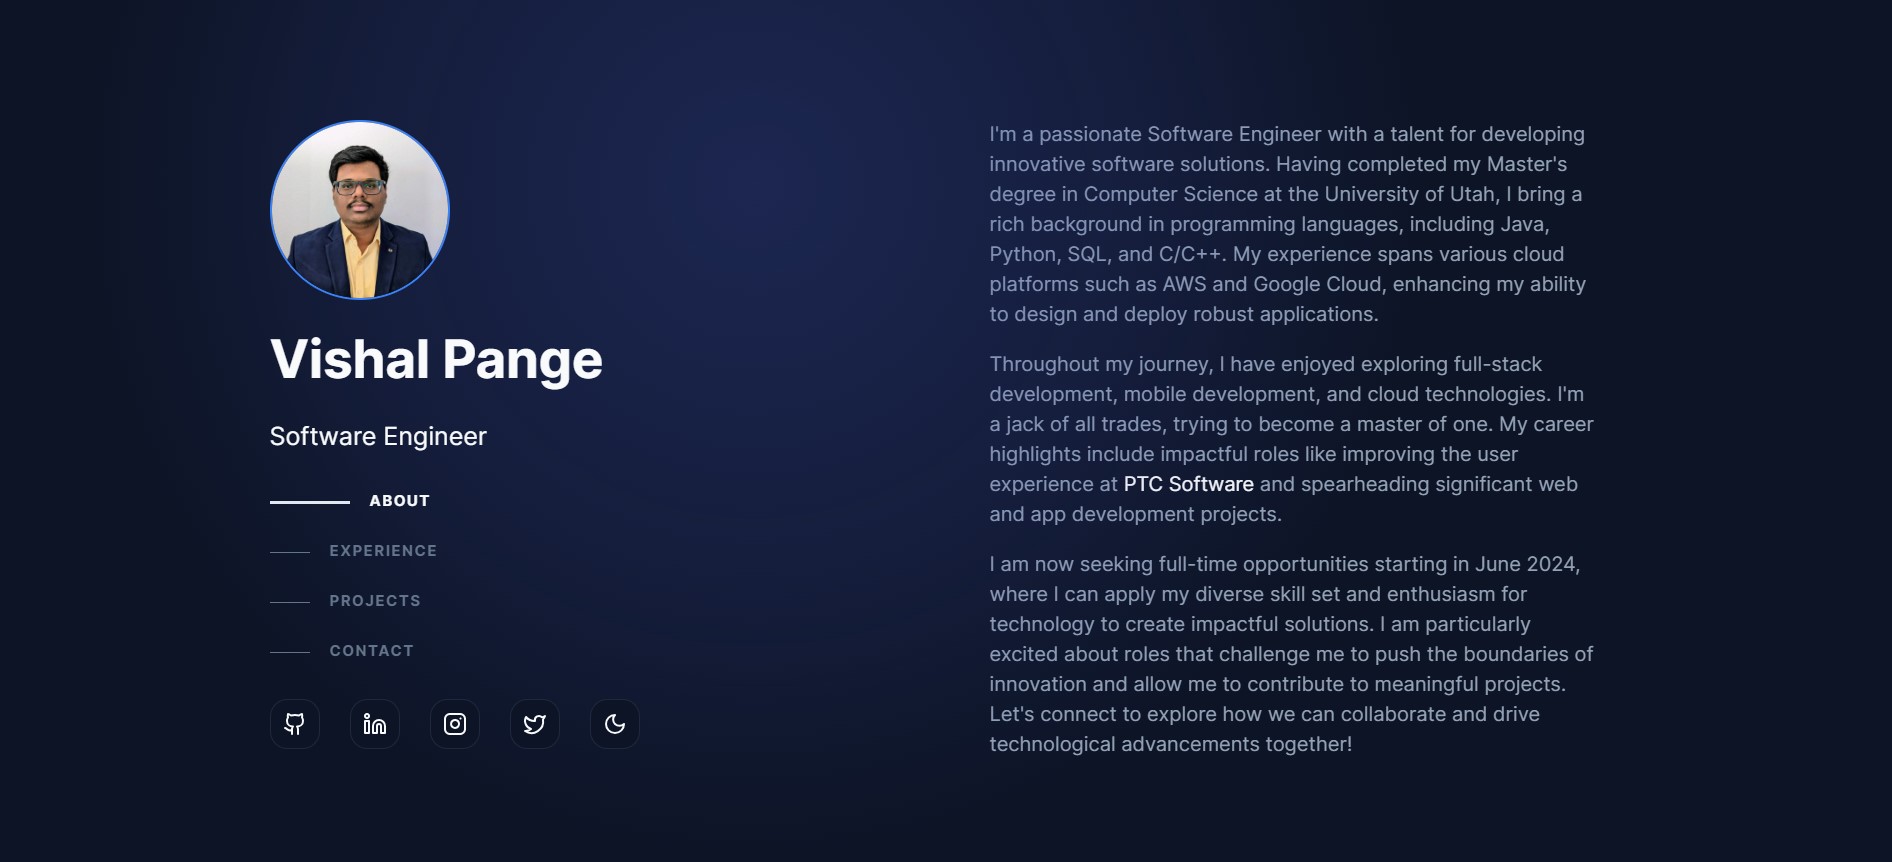 Vishal Pange
Software Engineer
ABOUT
EXPERIENCE
PROJECTS
CONTACT
I'm a passionate Software Engineer with a talent for developing
innovative software solutions. Having completed my Master's
degree in Computer Science at the University of Utah, I bring a
rich background in programming languages, including Java,
Python, SQL, and C/C++. My experience spans various cloud
platforms such as AWS and Google Cloud, enhancing my ability
to design and deploy robust applications.
Throughout my journey, I have enjoyed exploring full-stack
development, mobile development, and cloud technologies. I'm
a jack of all trades, trying to become a master of one. My career
highlights include impactful roles like improving the user
experience at PTC Software and spearheading significant web
and app development projects.
I am now seeking full-time opportunities starting in June 2024,
where I can apply my diverse skill set and enthusiasm for
technology to create impactful solutions. I am particularly
excited about roles that challenge me to push the boundaries of
innovation and allow me to contribute to meaningful projects.
Let's connect to explore how we can collaborate and drive
technological advancements together!